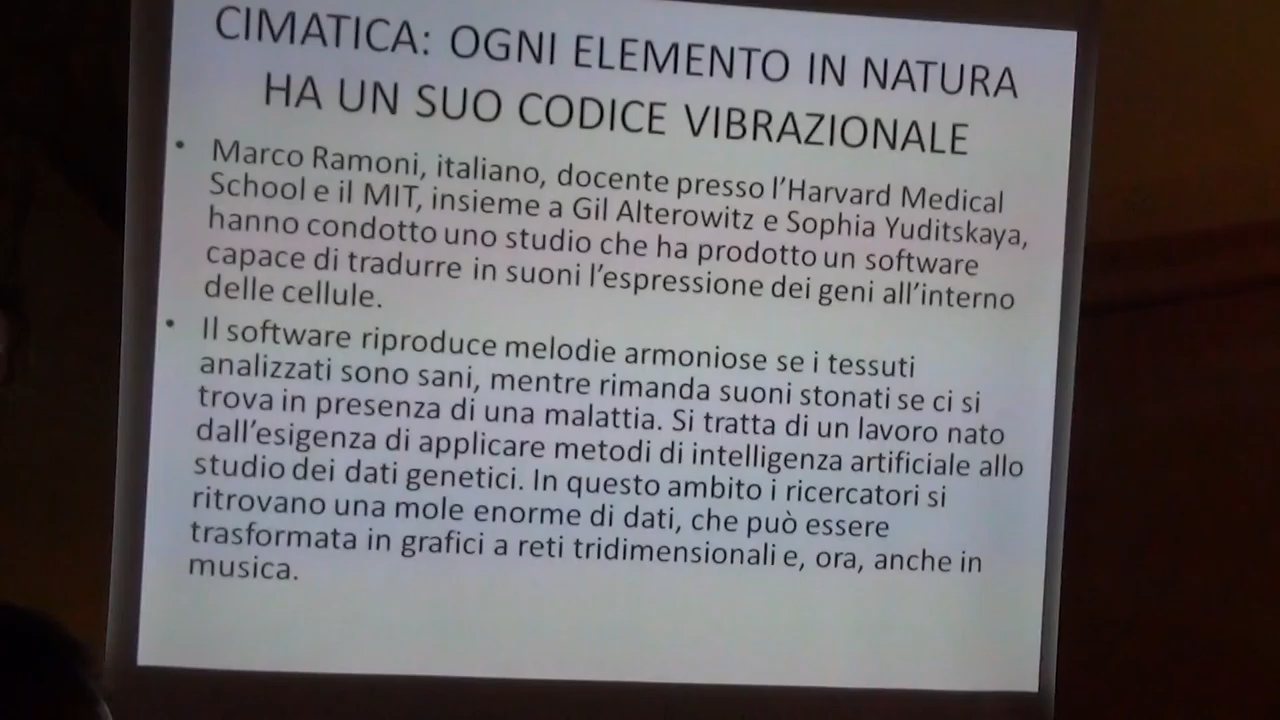 CIMATICA: OGNI ELEMENTO IN NATURA
HA UN SUO CODICE VIBRAZIONALE
• Marco Ramoni, italiano, docente presso l'Harvard Medical
School e il MIT, insieme a Gil Alterowitz e Sophia Yuditskaya,
hanno condotto uno studio che ha prodotto un software
capace di tradurre in suoni l'espressione dei geni all'interno
delle cellule.
• Il software riproduce melodie armoniose se i tessuti
analizzati sono sani, mentre rimanda suoni stonati se ci si
trova in presenza di una malattia. Si tratta di un lavoro nato
dall'esigenza di applicare metodi di intelligenza artificiale allo
studio dei dati genetici. In questo ambito i ricercatori si
ritrovano una mole enorme di dati, che può essere
trasformata in grafici a reti tridimensionali e, ora, anche in
musica.